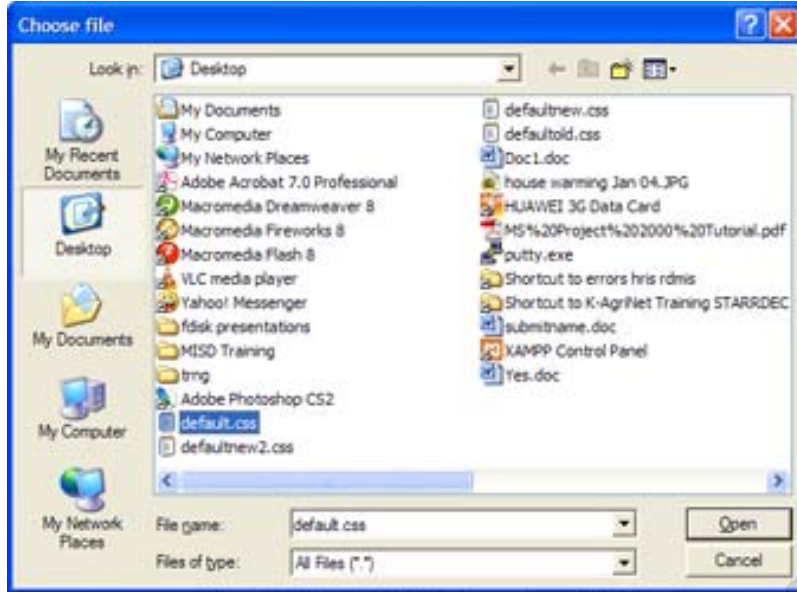 Choose file
Look in:
Desktop
My Recent
Documents
Desktop
My Documents
My Computer
My Network
Places
My Documents
My Computer
My Network Places
Adobe Acrobat 7.0 Professional
Macromedia Dreamweaver 8
Macromedia Fireworks 8
Macromedia Flash 8
VLC media player
Yahoo! Messenger
fdisk presentations
MISD Training
trng
Adobe Photoshop CS2
default.css
defaultnew2.css
defaultnew.css
defaultold.css
Doc1.doc
house warming Jan 04.JPG
HUAWEI 3G Data Card
MS%20Project%202000%20Tutorial.pdf
putty.exe
Shortcut to errors hris rdmis
Shortcut to K-AgriNet Training STARRDEC
submitname.doc
XAMPP Control Panel
Yes.doc
File name:
default.css
Open
Files of type:
All Files (*.*)
Cancel